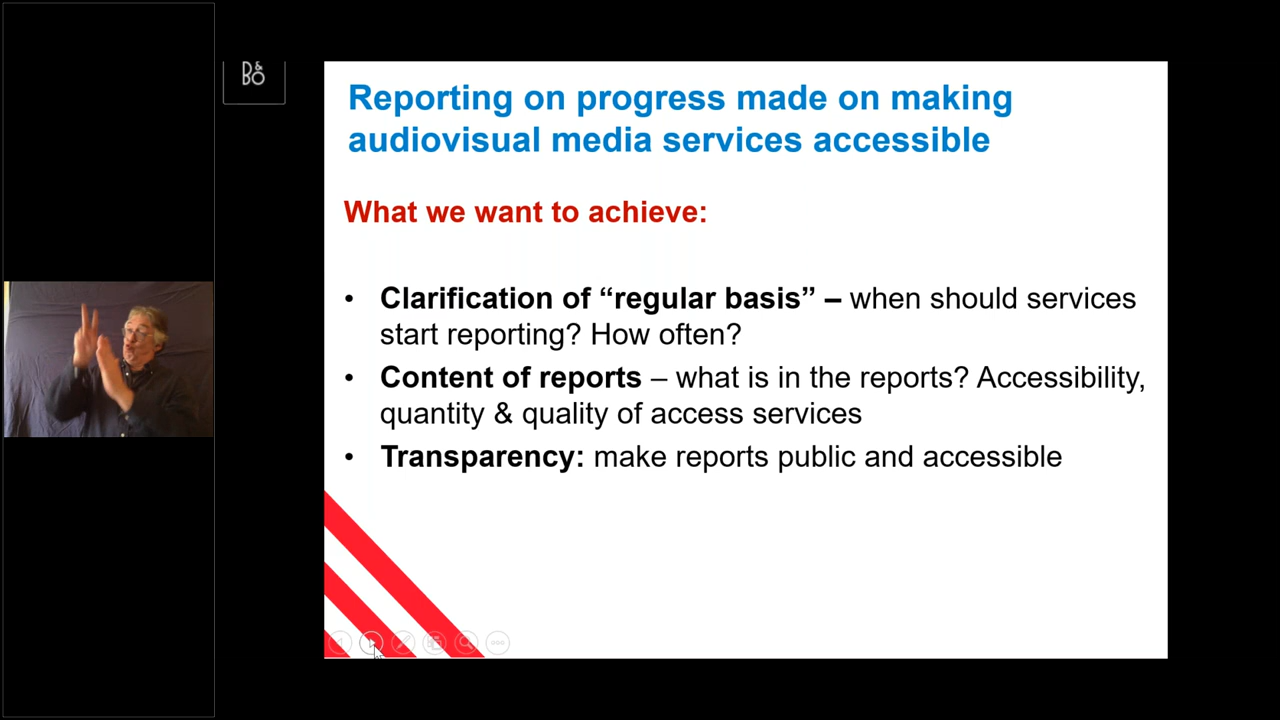 B&
BO
Reporting on progress made on making
audiovisual media services accessible
What we want to achieve:
• Clarification of “regular basis” – when should services
start reporting? How often?
• Content of reports – what is in the reports? Accessibility,
quantity & quality of access services
• Transparency: make reports public and accessible